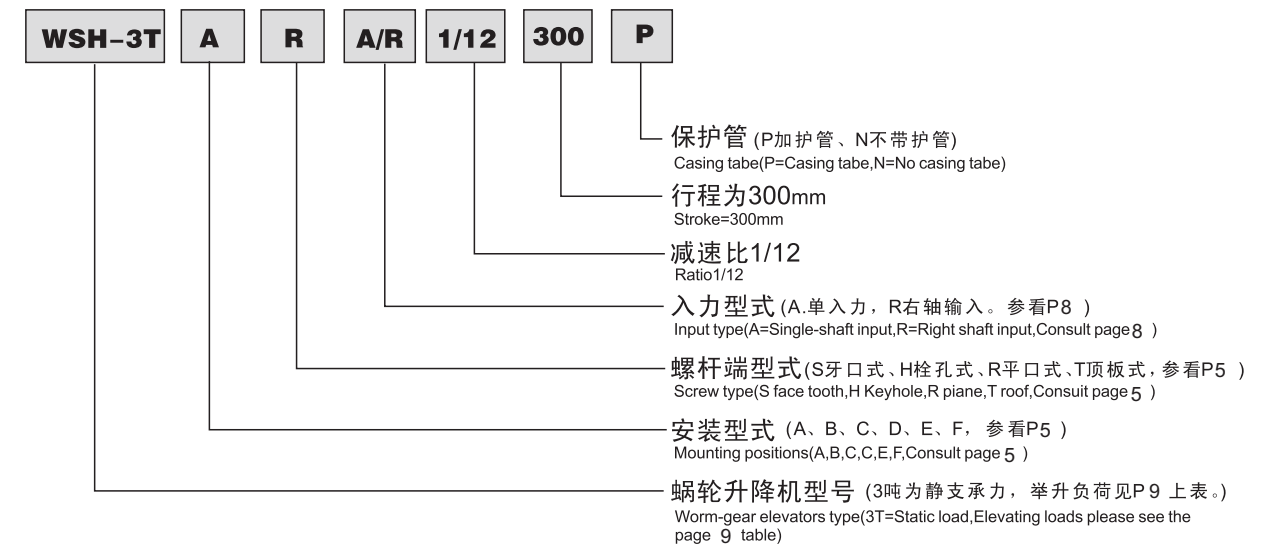 WSH-3T A R A/R 1/12 300 P
保护管 (P加护管、N不带护管)
Casing tabe(P=Casing tabe,N=No casing tabe)
行程为300mm
Stroke=300mm
减速比1/12
Ratio1/12
入力型式 (A.单入力，R右轴输入。参看P8 )
Input type(A=Single-shaft input,R=Right shaft input,Consult page 8 )
螺杆端型式(S牙口式、H栓孔式、R平口式、T顶板式，参看P5 )
Screw type(S face tooth,H Keyhole,R piane,T roof,Consuit page 5 )
安装型式 (A、B、C、D、E、F， 参看P5 )
Mounting positions(A,B,C,C,E,F,Consult page 5 )
蜗轮升降机型号 (3吨为静支承力，举升负荷见P9 上表。)
Worm-gear elevators type(3T=Static load,Elevating loads please see the
page 9 table)